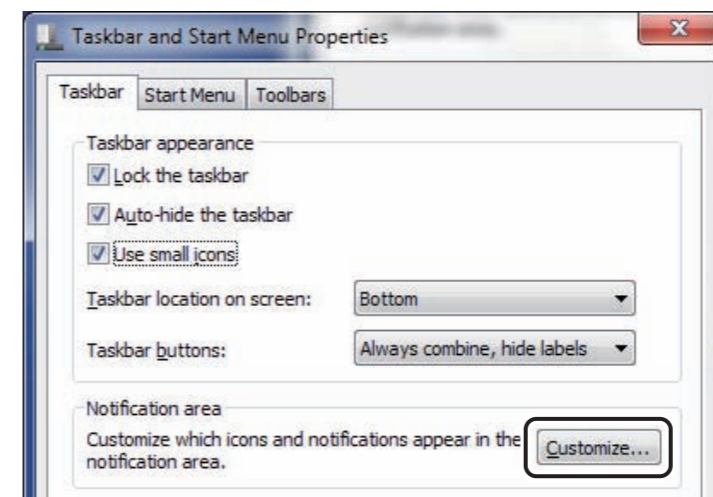 Taskbar and Start Menu Properties
Taskbar Start Menu Toolbars
Taskbar appearance
Lock the taskbar
Auto-hide the taskbar
Use small icons
Taskbar location on screen: Bottom
Taskbar buttons: Always combine, hide labels
Notification area
Customize which icons and notifications appear in the
notification area.
Customize...